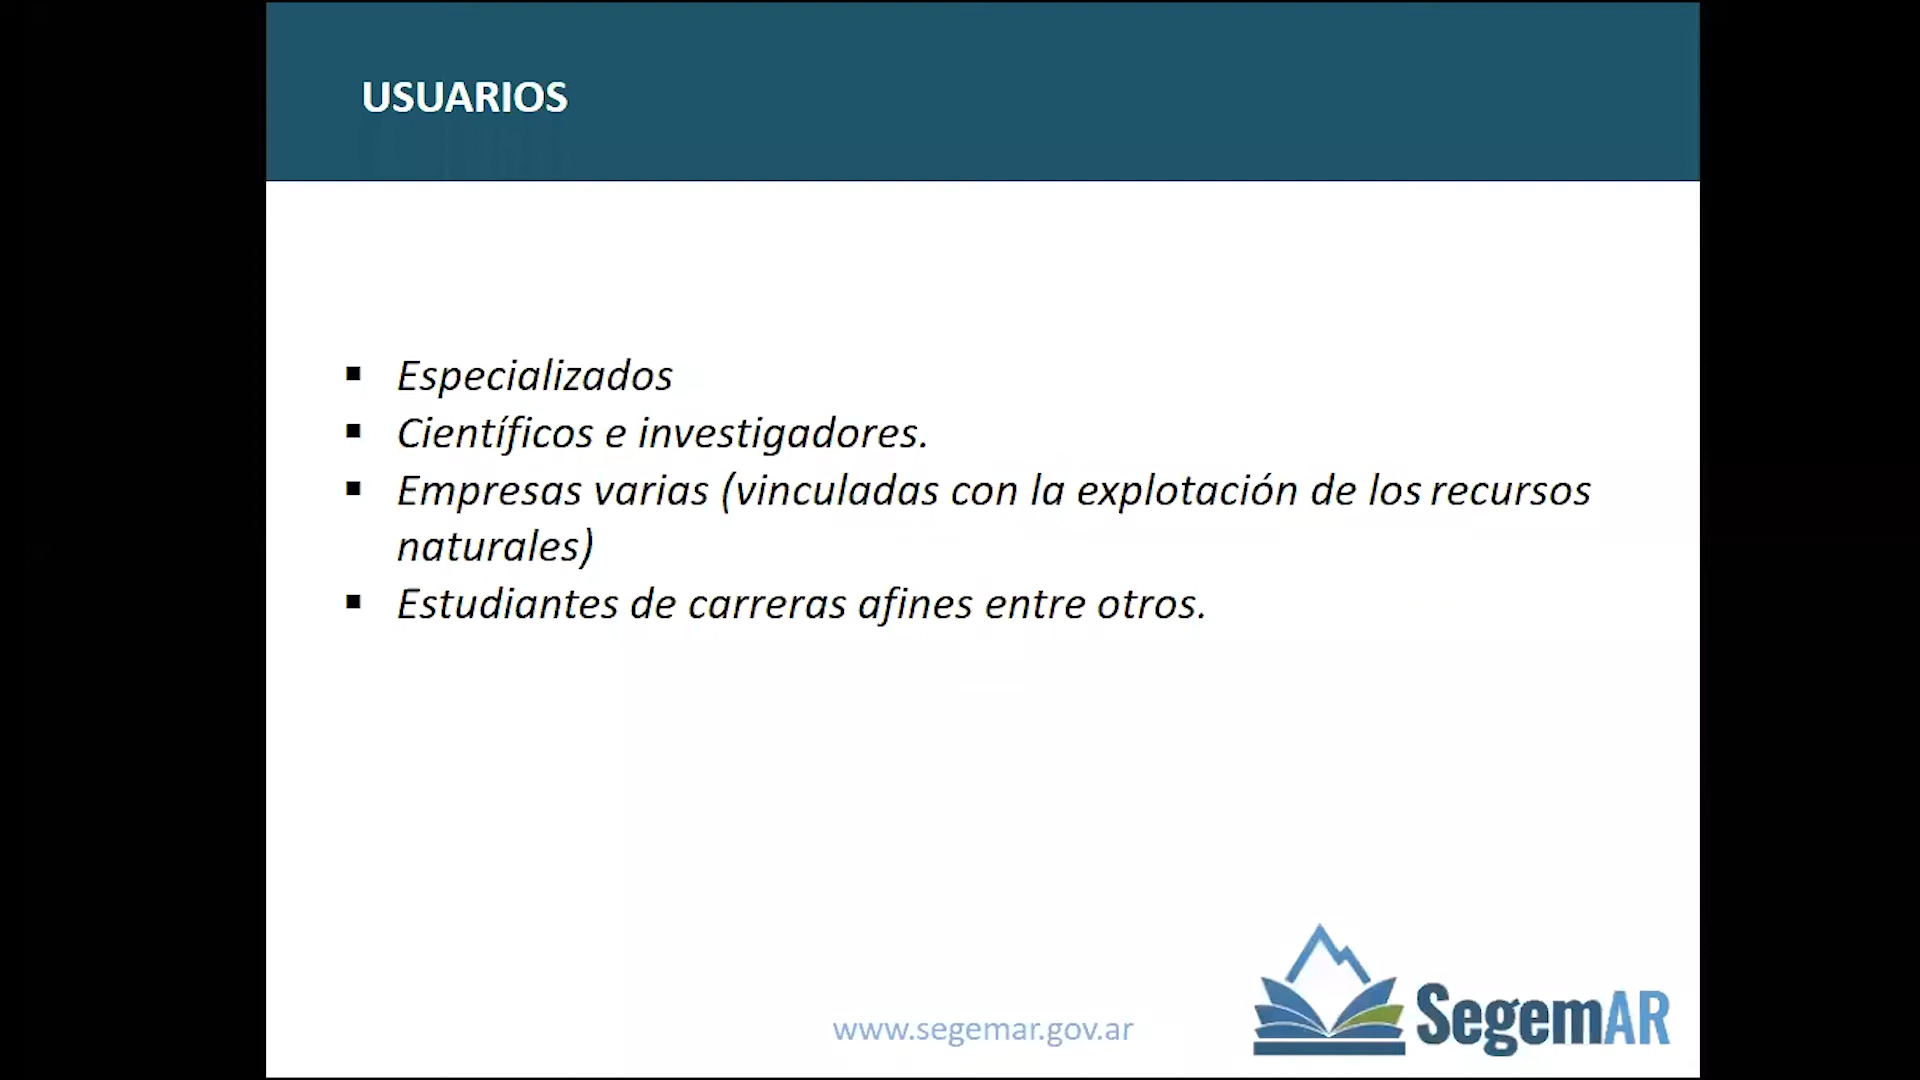 USUARIOS
▪ Especializados
▪ Científicos e investigadores.
▪ Empresas varias (vinculadas con la explotación de los recursos
naturales)
▪ Estudiantes de carreras afines entre otros.
www.segemar.gov.ar
SegemAR